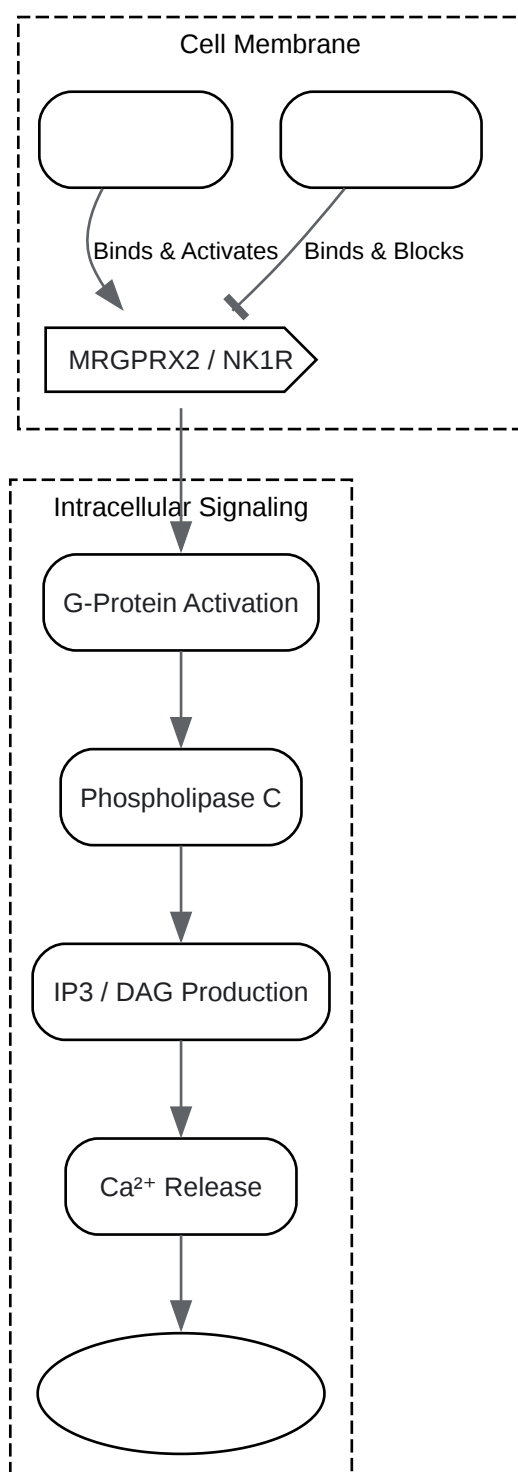 Cell Membrane
Binds & Activates
Binds & Blocks
MRGPRX2 / NK1R
Intracellular Signaling
G-Protein Activation
Phospholipase C
IP3 / DAG Production
Ca²⁺ Release